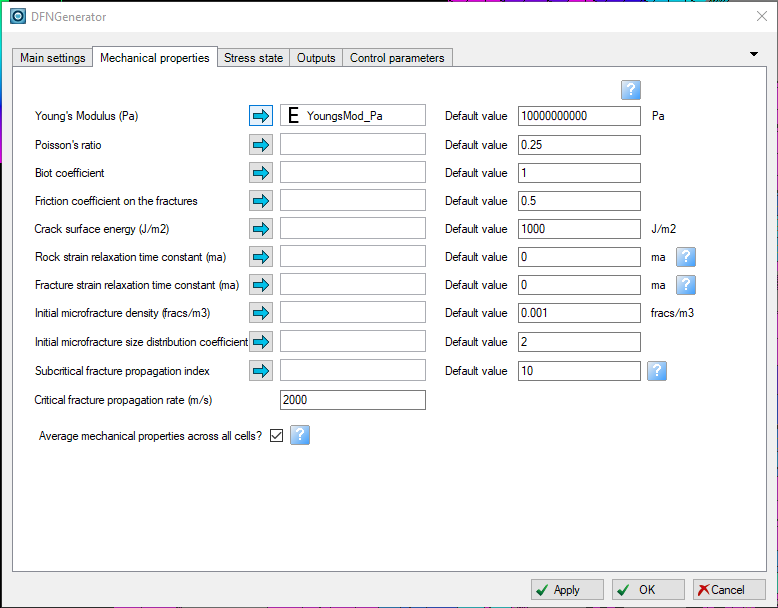 DFNGenerator
Main settings Mechanical properties Stress state Outputs Control parameters
?
Young's Modulus (Pa) E YoungsMod_Pa Default value 10000000000 Pa
Poisson's ratio Default value 0.25
Biot coefficient Default value 1
Friction coefficient on the fractures Default value 0.5
Crack surface energy (J/m2) Default value 1000 J/m2
Rock strain relaxation time constant (ma) Default value 0 ma ?
Fracture strain relaxation time constant (ma) Default value 0 ma ?
Initial microfracture density (fracs/m3) Default value 0.001 fracs/m3
Initial microfracture size distribution coefficient Default value 2
Subcritical fracture propagation index Default value 10 ?
Critical fracture propagation rate (m/s) 2000
Average mechanical properties across all cells? ?
Apply OK Cancel